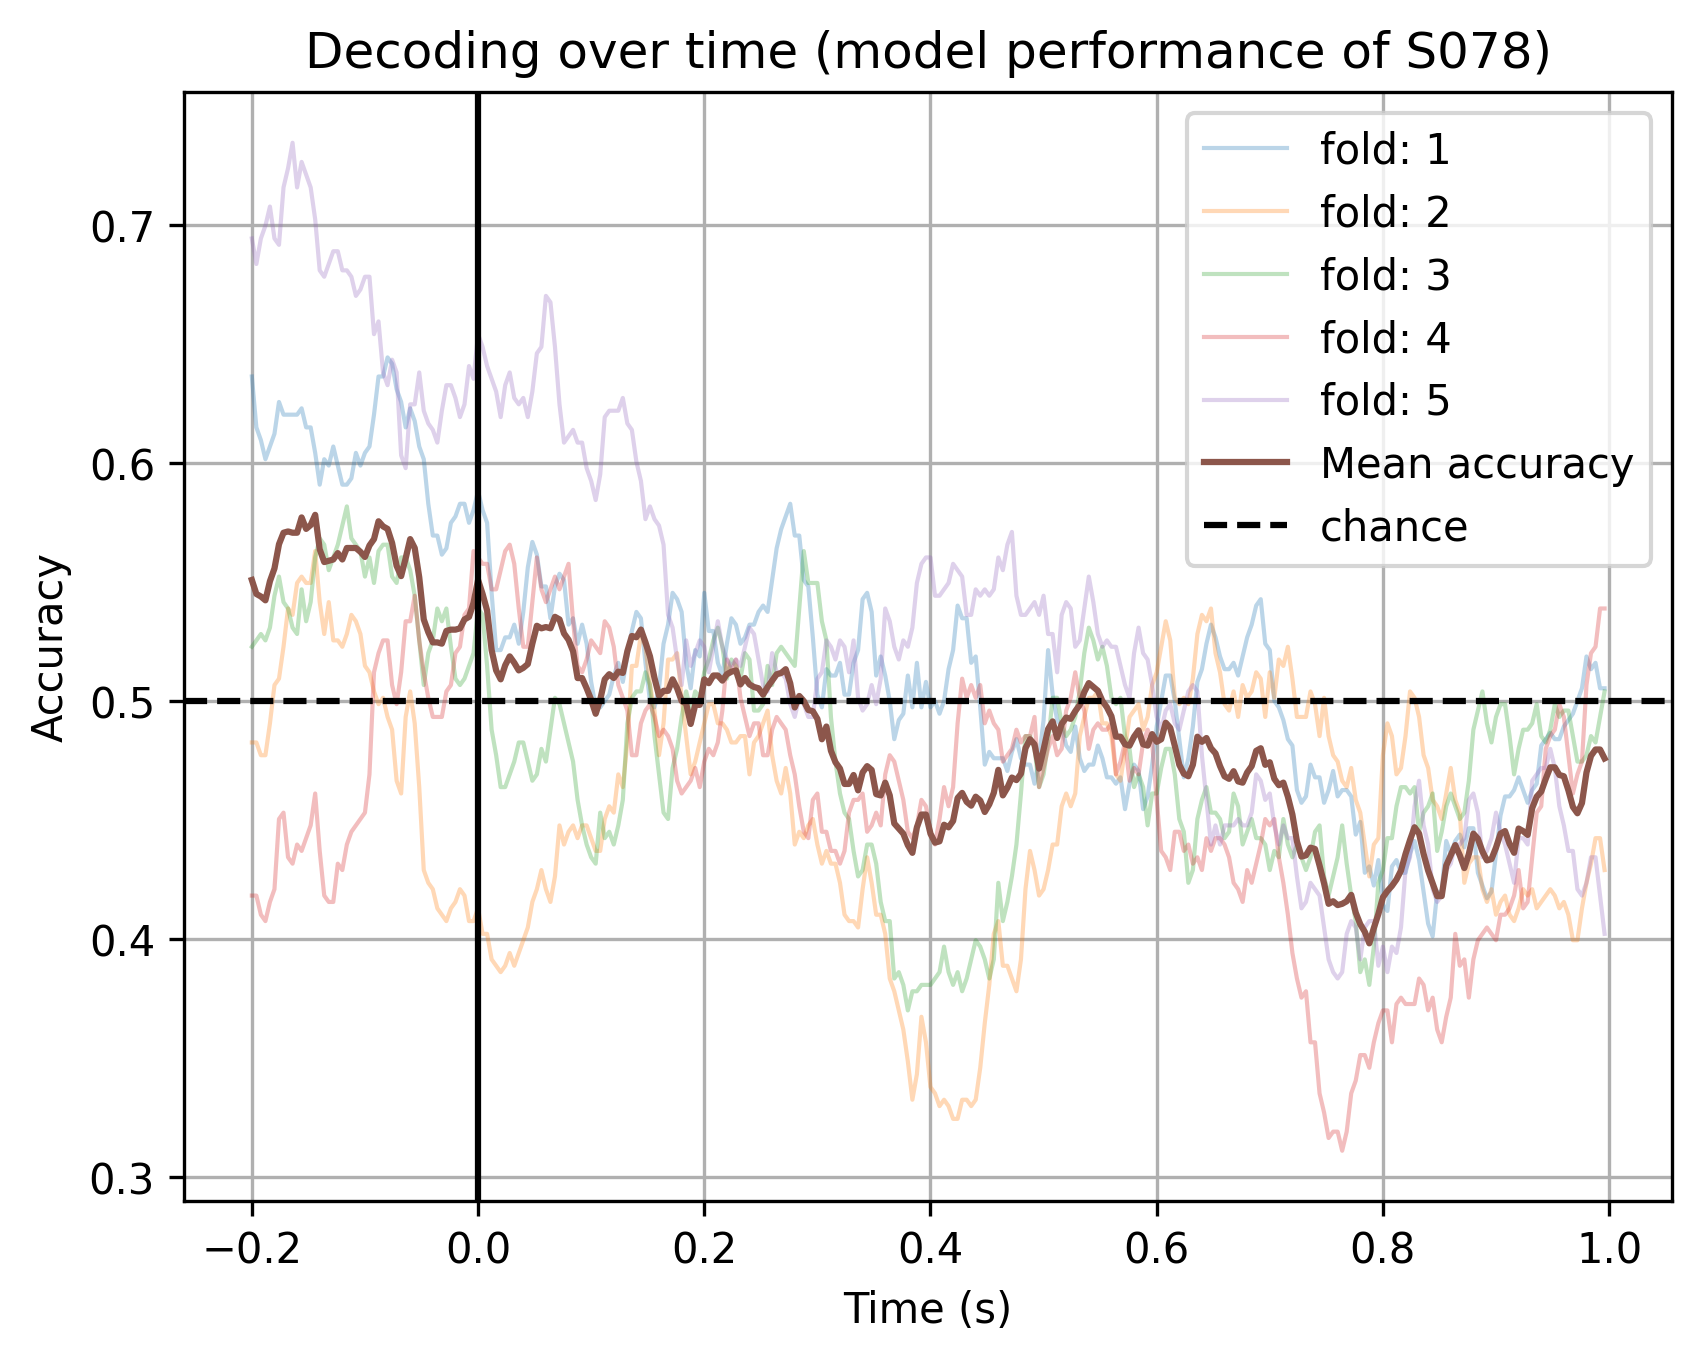 Decoding over time (model performance of S078)
fold: 1
fold: 2
fold: 3
fold: 4
fold: 5
Mean accuracy
chance
Accuracy
0.7
0.6
0.5
0.4
0.3
−0.2 0.0 0.2 0.4 0.6 0.8 1.0
Time (s)